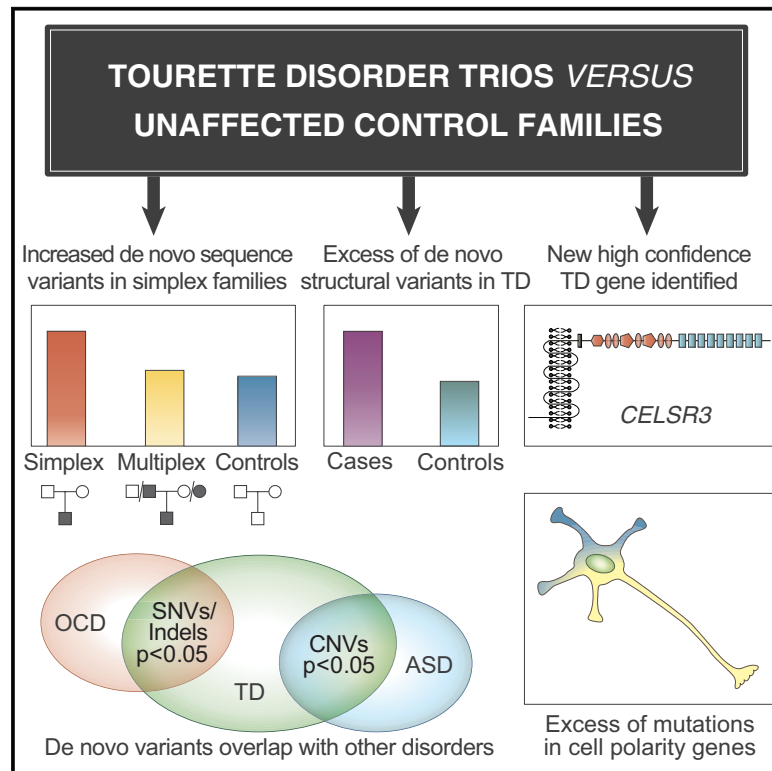 TOURETTE DISORDER TRIOS VERSUS
UNAFFECTED CONTROL FAMILIES
Increased de novo sequence
variants in simplex families
Simplex Multiplex Controls
Excess of de novo
structural variants in TD
Cases Controls
New high confidence
TD gene identified
CELSR3
OCD
SNVs/
Indels
p<0.05
TD
CNVs
p<0.05
ASD
De novo variants overlap with other disorders
Excess of mutations
in cell polarity genes